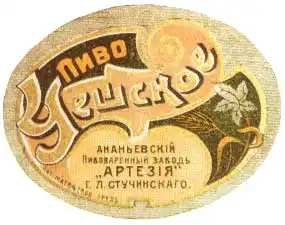 Пиво
Чешское
Ананьевскій
Пивоваренный Заводъ
„АРТЕЗІЯ"
Г. Л. Стучинскаго.